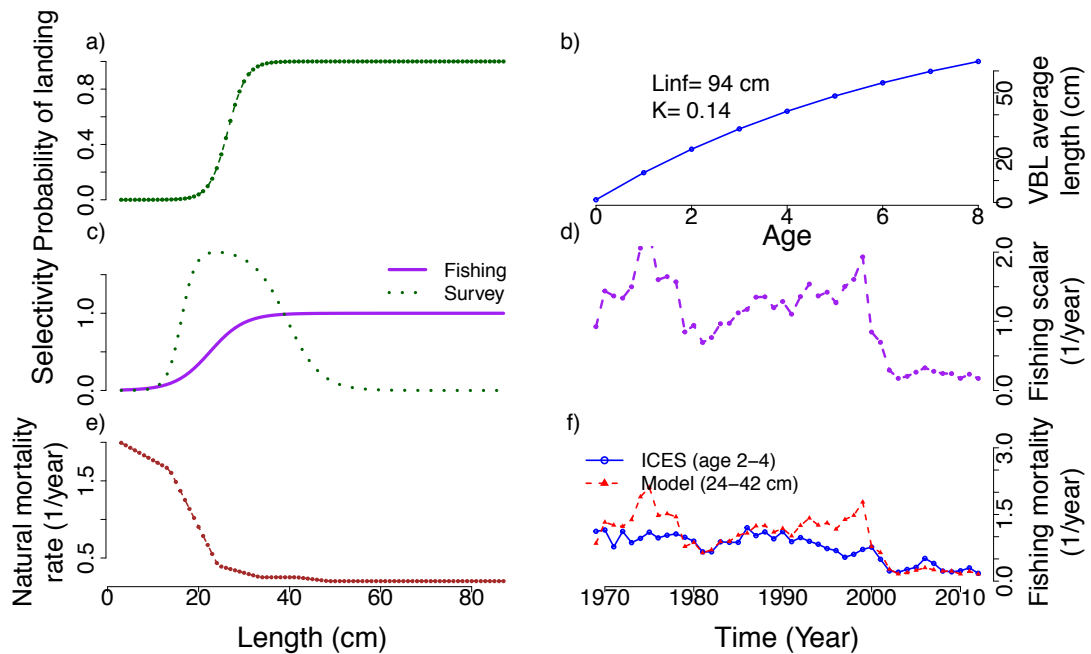 a)
Probability of landing
0.0 0.4 0.8
b)
Linf= 94 cm
K= 0.14
0 20 50
VBL average
length (cm)
0 2 4 6 8
Age
c)
Selectivity
0.0 1.0
Fishing
Survey
d)
0.0 1.0 2.0
Fishing scalar
(1/year)
e)
Natural mortality
rate (1/year)
0.5 1.5
0 20 40 60 80
Length (cm)
f)
ICES (age 2−4)
Model (24−42 cm)
0.0 1.5 3.0
Fishing mortality
(1/year)
1970 1980 1990 2000 2010
Time (Year)